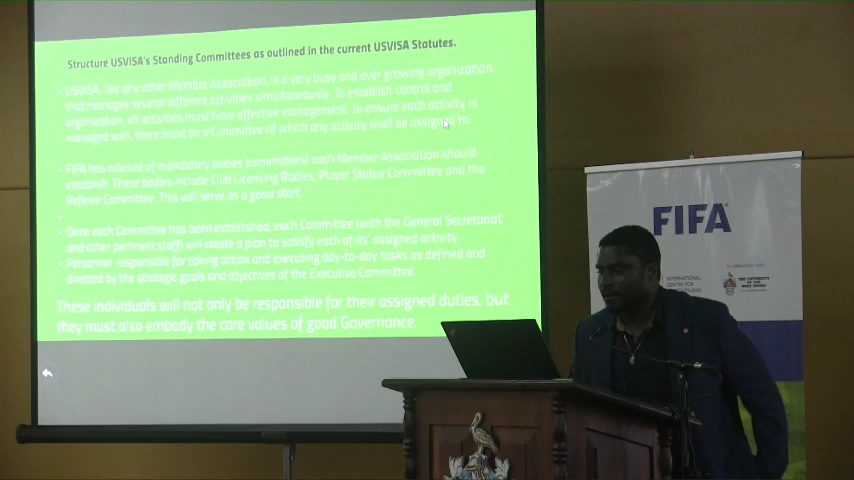 Structure USVISA's Standing Committees as outlined in the current USVISA Statutes.
• USVISA, like any other Member Association, is a very busy and ever growing organization
that manages several different activities simultaneously. To establish control and
organization, all activities must have effective management. To ensure each activity is
managed well, there must be a Committee of which any activity shall be assigned to.
• FIFA has advised of mandatory bodies (committees) each Member Association should
establish. These bodies include Club Licensing Bodies, Player Status Committee and the
Referee Committee. This will serve as a good start.
•
• Once each Committee has been established, each Committee (with the General Secretariat
and other pertinent staff) will create a plan to satisfy each of its' assigned activity.
• Personnel responsible for taking action and executing day-to-day tasks as defined and
directed by the strategic goals and objectives of the Executive Committee.
These individuals will not only be responsible for their assigned duties, but
they must also embody the core values of good Governance.
FIFA
INTERNATIONAL
CENTRE FOR
THE UNIVERSITY
OF THE
WEST INDIES